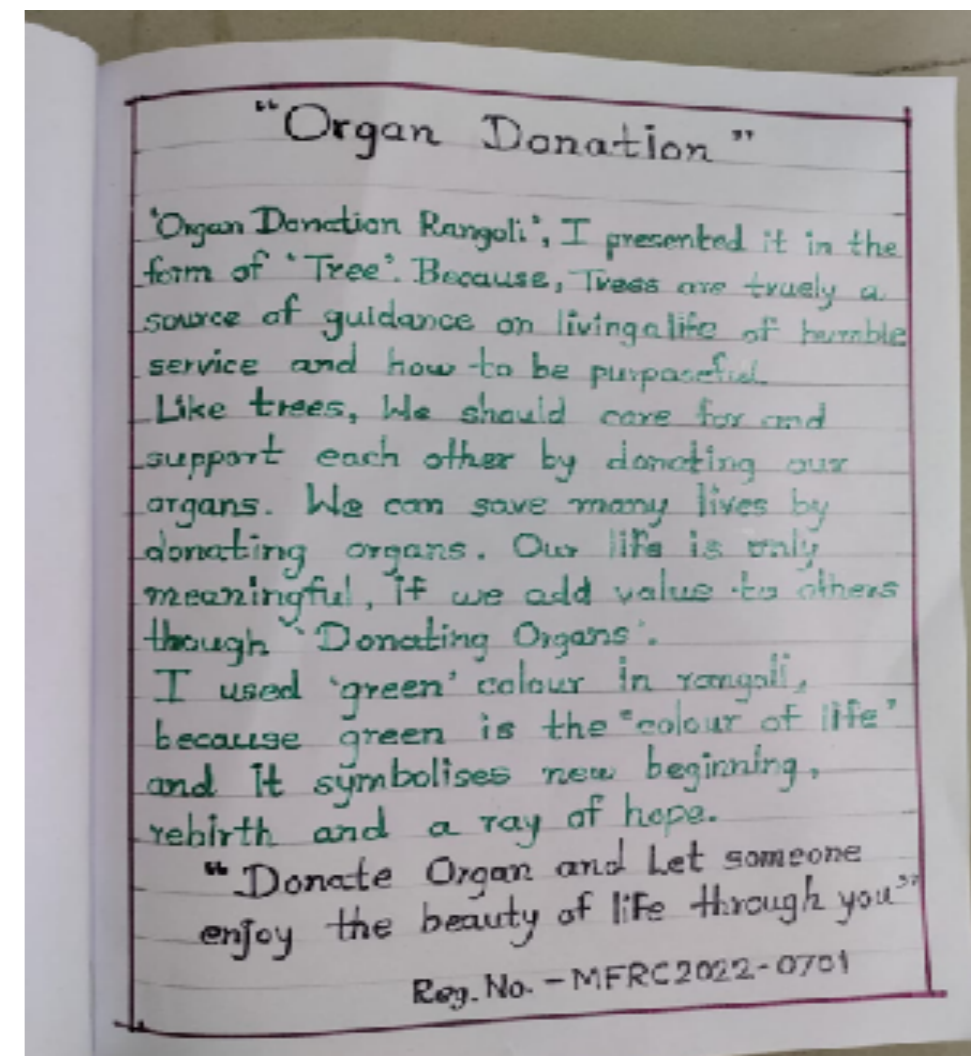 "Organ Donation"
'Organ Donation Rangoli', I presented it in the
form of 'Tree'. Because, Trees are truely a
source of guidance on living a life of humble
service and how to be purposeful.
Like trees, We should care for and
support each other by donating our
organs. We can save many lives by
donating organs. Our life is only
meaningful, if we add value to others
though 'Donating Organs'.
I used 'green' colour in rangoli,
because green is the "colour of life"
and it symbolises new beginning,
rebirth and a ray of hope.
"Donate Organ and Let someone
enjoy the beauty of life through you"
Reg. No. - MFRC2022-0701